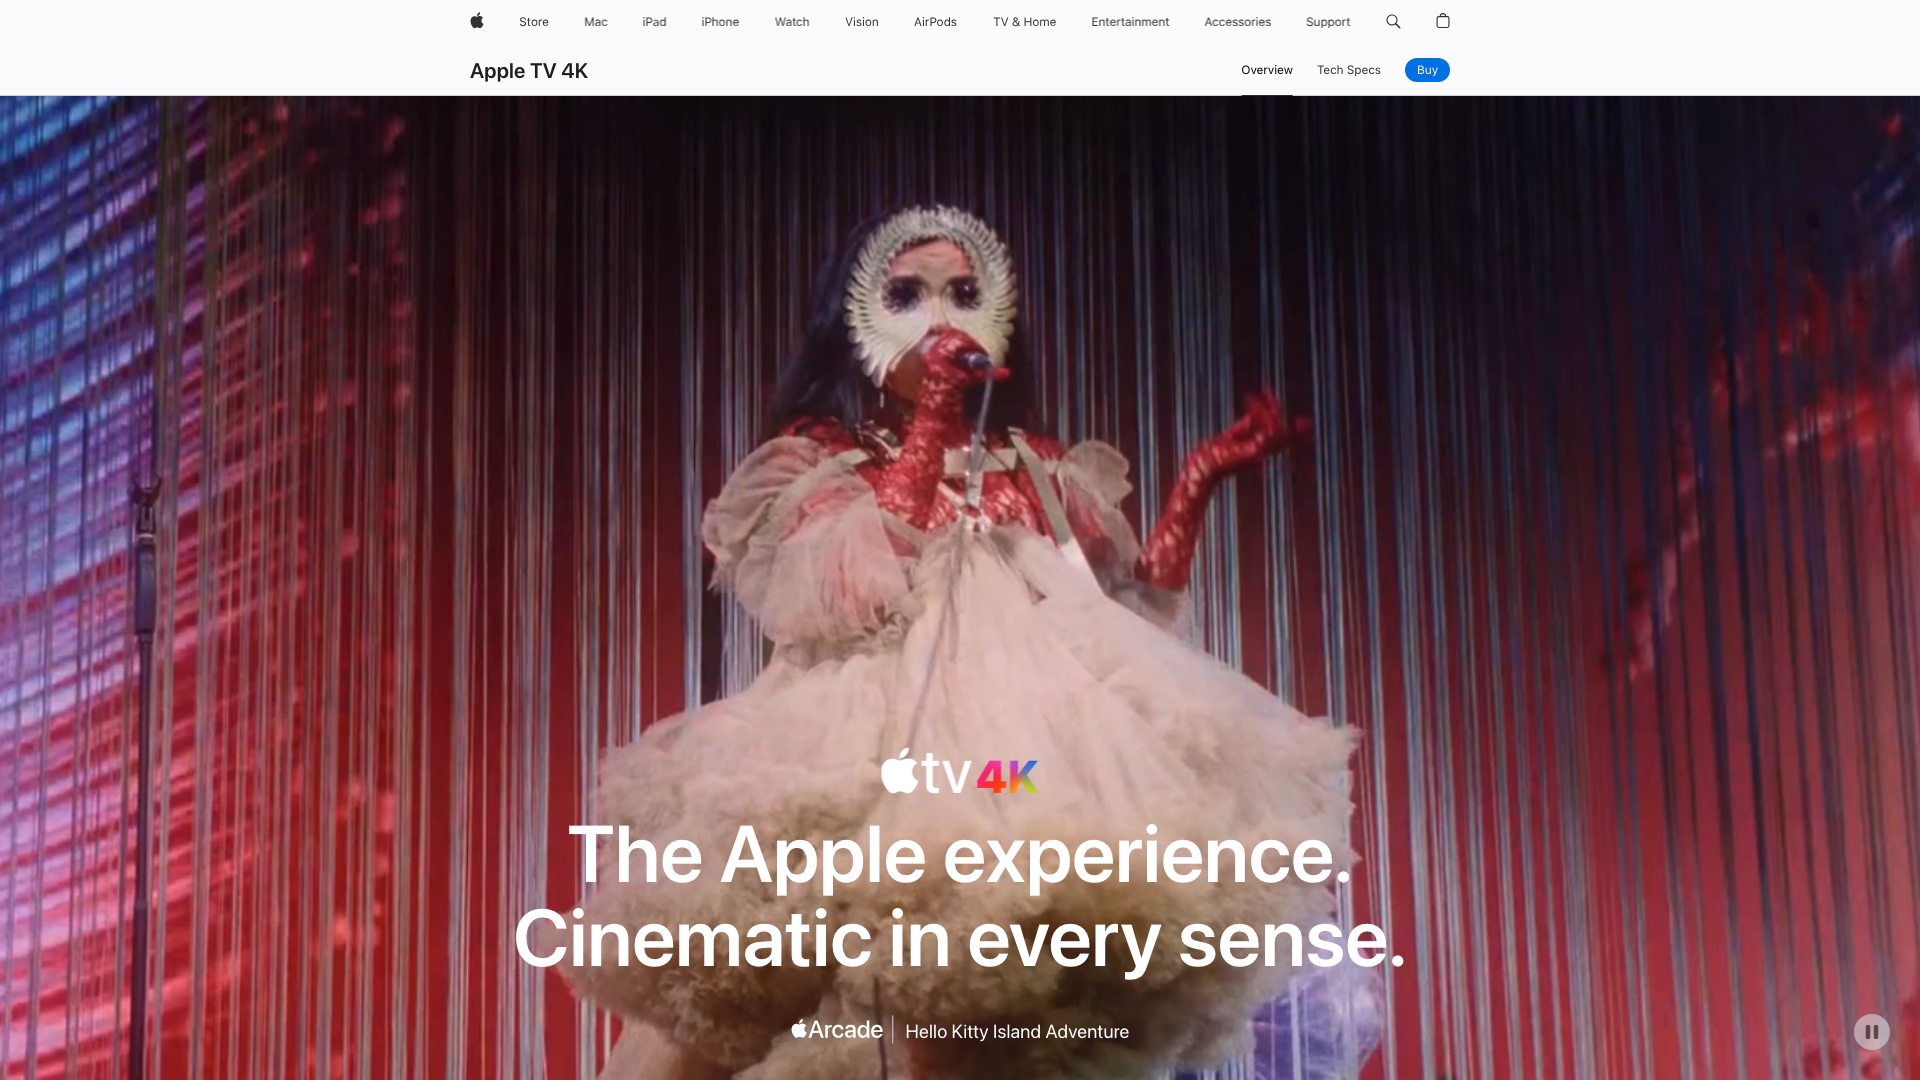 Store Mac iPad iPhone Watch Vision AirPods TV & Home Entertainment Accessories Support
Apple TV 4K Overview Tech Specs Buy
tv 4K
The Apple experience.
Cinematic in every sense.
Arcade Hello Kitty Island Adventure